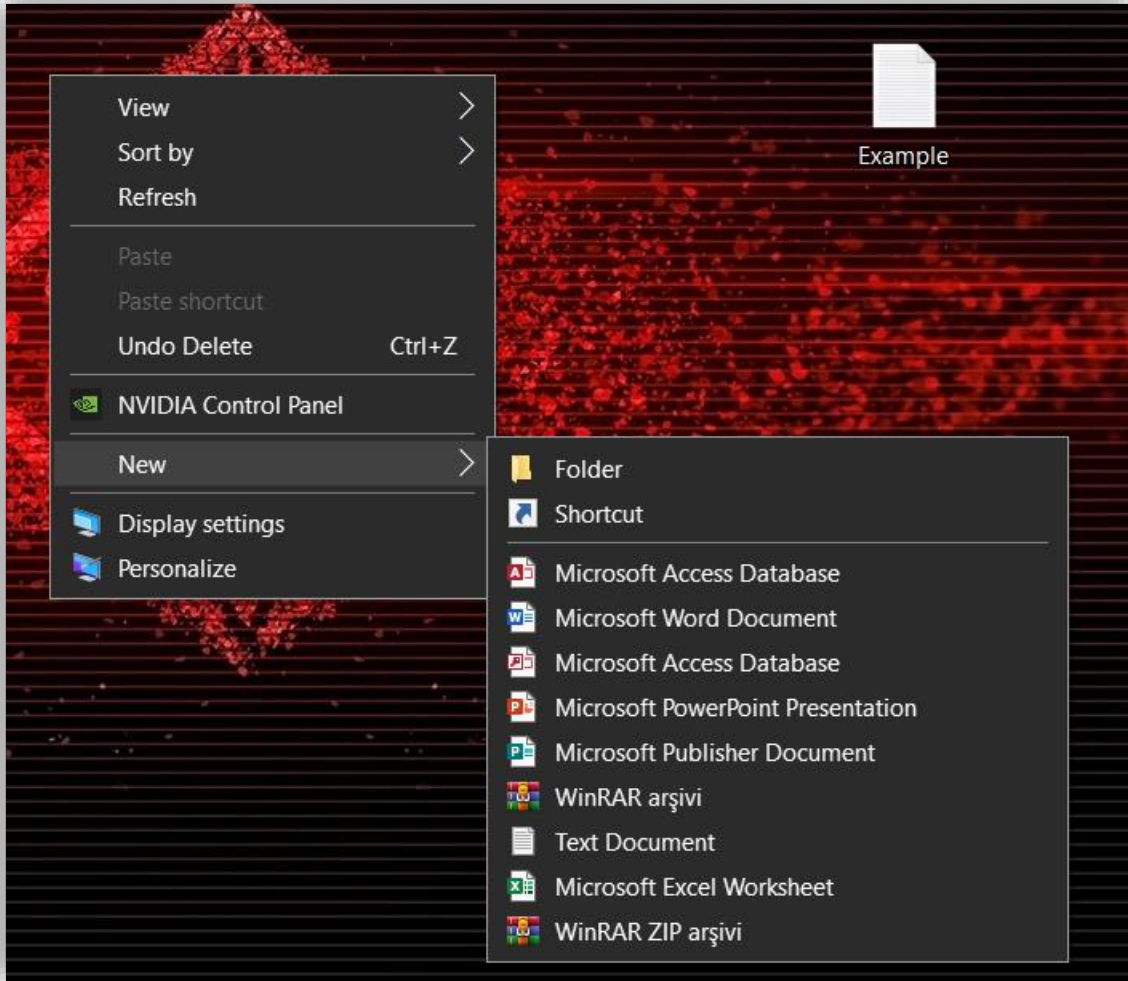 View
Sort by
Refresh
Paste
Paste shortcut
Undo Delete Ctrl+Z
NVIDIA Control Panel
New
Display settings
Personalize
Example
Folder
Shortcut
Microsoft Access Database
Microsoft Word Document
Microsoft Access Database
Microsoft PowerPoint Presentation
Microsoft Publisher Document
WinRAR arşivi
Text Document
Microsoft Excel Worksheet
WinRAR ZIP arşivi